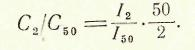 C₂/C₅₀ = I₂/I₅₀ · 50/2.